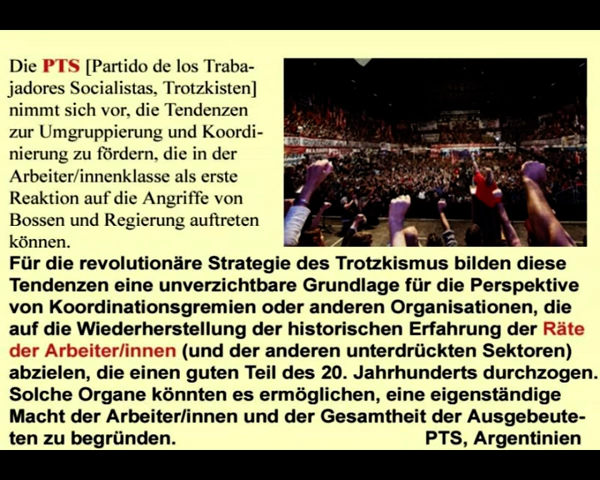 Die PTS [Partido de los Traba-
jadores Socialistas, Trotzkisten]
nimmt sich vor, die Tendenzen
zur Umgruppierung und Koordi-
nierung zu fördern, die in der
Arbeiter/innenklasse als erste
Reaktion auf die Angriffe von
Bossen und Regierung auftreten
können.
Für die revolutionäre Strategie des Trotzkismus bilden diese
Tendenzen eine unverzichtbare Grundlage für die Perspektive
von Koordinationsgremien oder anderen Organisationen, die
auf die Wiederherstellung der historischen Erfahrung der Räte
der Arbeiter/innen (und der anderen unterdrückten Sektoren)
abzielen, die einen guten Teil des 20. Jahrhunderts durchzogen.
Solche Organe könnten es ermöglichen, eine eigenständige
Macht der Arbeiter/innen und der Gesamtheit der Ausgebeute-
ten zu begründen. PTS, Argentinien